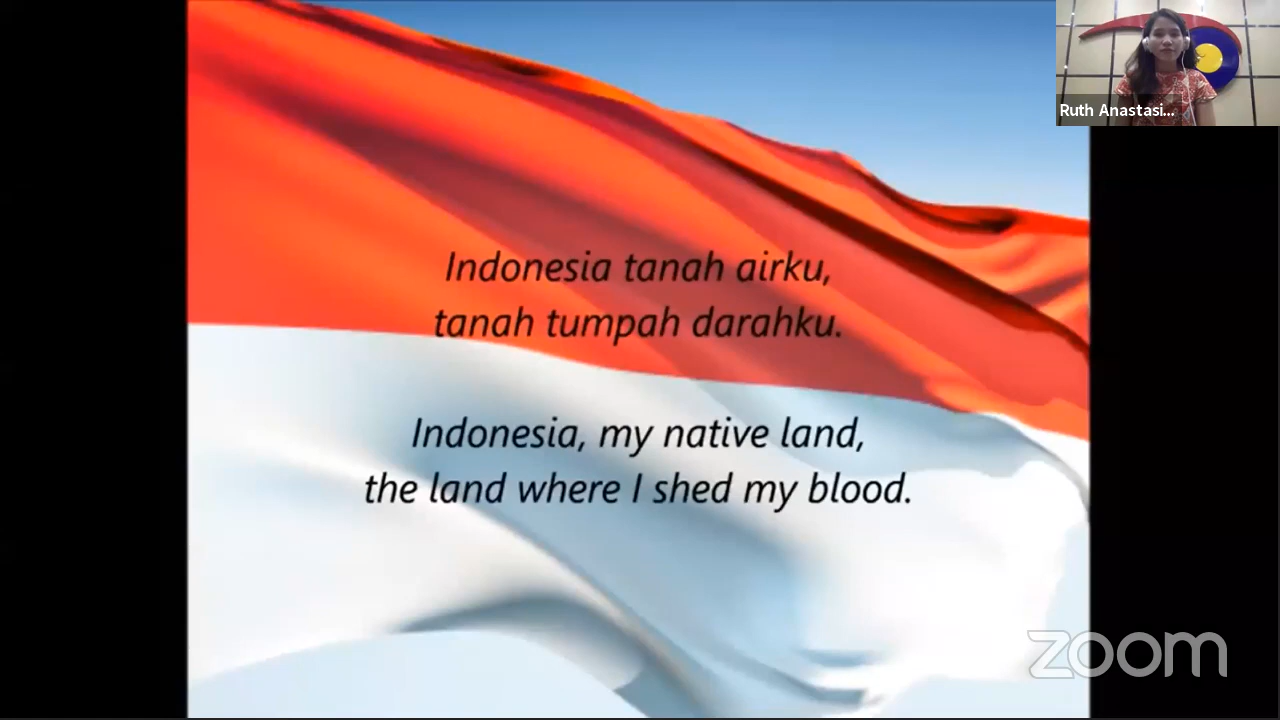 Ruth Anastasi...
Indonesia tanah airku,
tanah tumpah darahku.
Indonesia, my native land,
the land where I shed my blood.
zoom